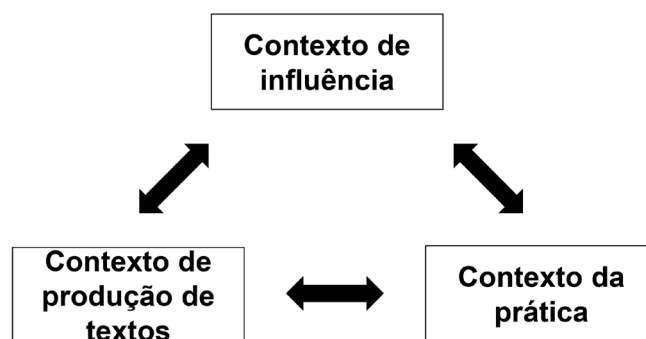 Contexto de
influência
Contexto de
produção de
textos
Contexto da
prática